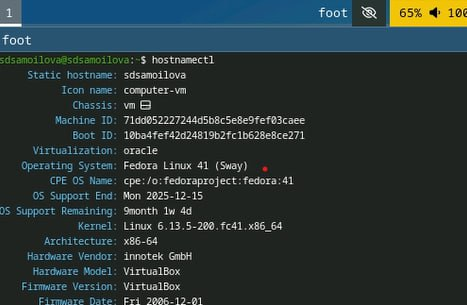 1 foot 65% 100
foot
sdsamoilova@sdsamoilova:~$ hostnamectl
Static hostname: sdsamoilova
Icon name: computer-vm
Chassis: vm
Machine ID: 71dd052227244d5b8c5e8e9fef03caee
Boot ID: 10ba4fef42d24819b2fc1b628e8ce271
Virtualization: oracle
Operating System: Fedora Linux 41 (Sway)
CPE OS Name: cpe:/o:fedoraproject:fedora:41
OS Support End: Mon 2025-12-15
OS Support Remaining: 9month 1w 4d
Kernel: Linux 6.13.5-200.fc41.x86_64
Architecture: x86-64
Hardware Vendor: innotek GmbH
Hardware Model: VirtualBox
Firmware Version: VirtualBox
Firmware Date: Fri 2006-12-01